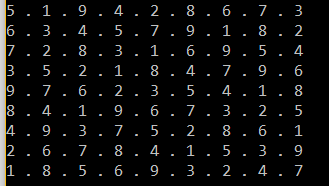 5 . 1 . 9 . 4 . 2 . 8 . 6 . 7 . 3
6 . 3 . 4 . 5 . 7 . 9 . 1 . 8 . 2
7 . 2 . 8 . 3 . 1 . 6 . 9 . 5 . 4
3 . 5 . 2 . 1 . 8 . 4 . 7 . 9 . 6
9 . 7 . 6 . 2 . 3 . 5 . 4 . 1 . 8
8 . 4 . 1 . 9 . 6 . 7 . 3 . 2 . 5
4 . 9 . 3 . 7 . 5 . 2 . 8 . 6 . 1
2 . 6 . 7 . 8 . 4 . 1 . 5 . 3 . 9
1 . 8 . 5 . 6 . 9 . 3 . 2 . 4 . 7